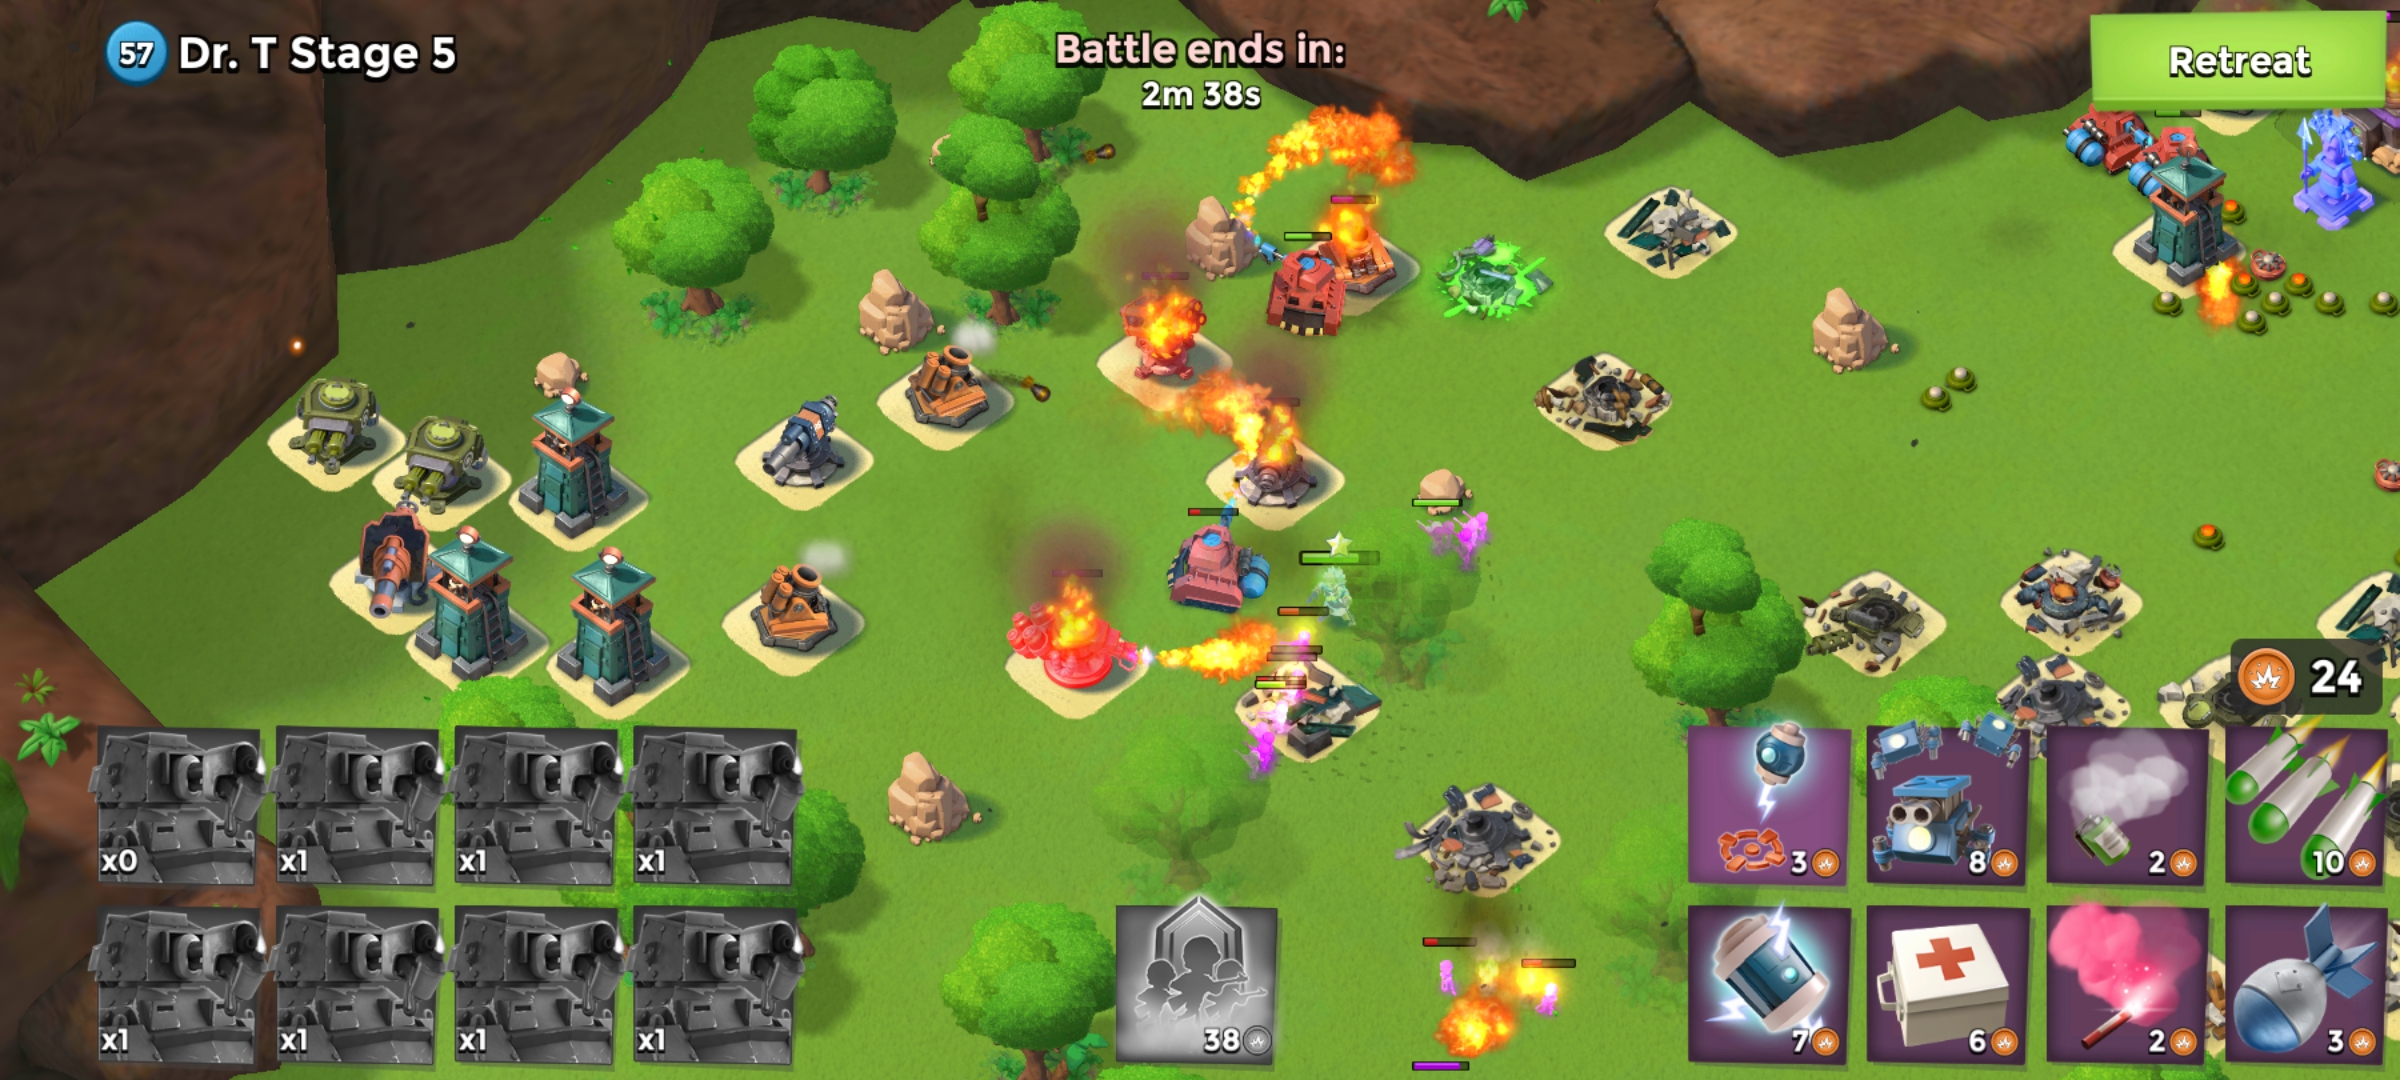 57 Dr. T Stage 5
Battle ends in:
2m 38s
Retreat
24
x0 x1 x1 x1
3 8 2 10
x1 x1 x1 x1
38
7 6 2 3